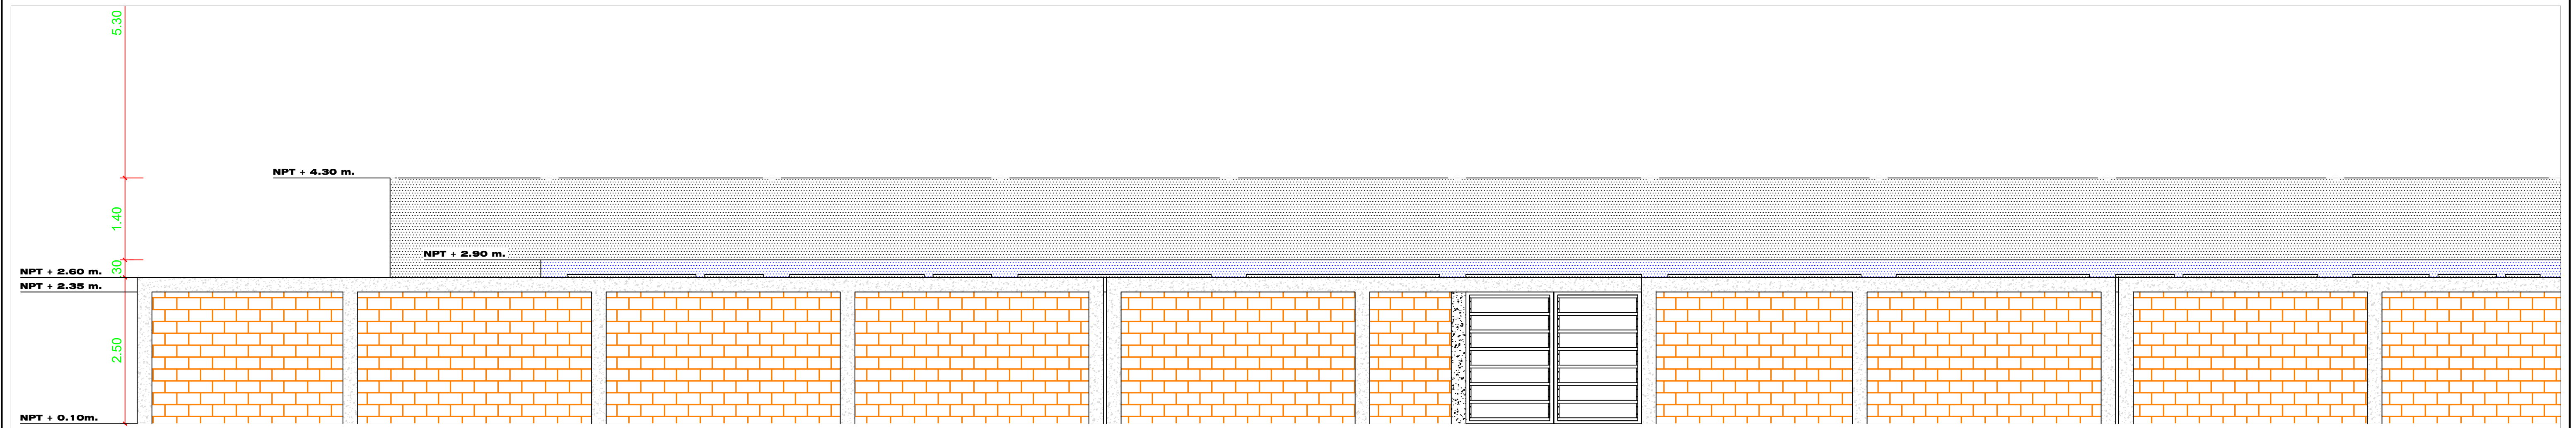 5.30
NPT + 4.30 m.
1.40
NPT + 2.90 m.
.30
NPT + 2.60 m.
NPT + 2.35 m.
2.50
NPT + 0.10m.